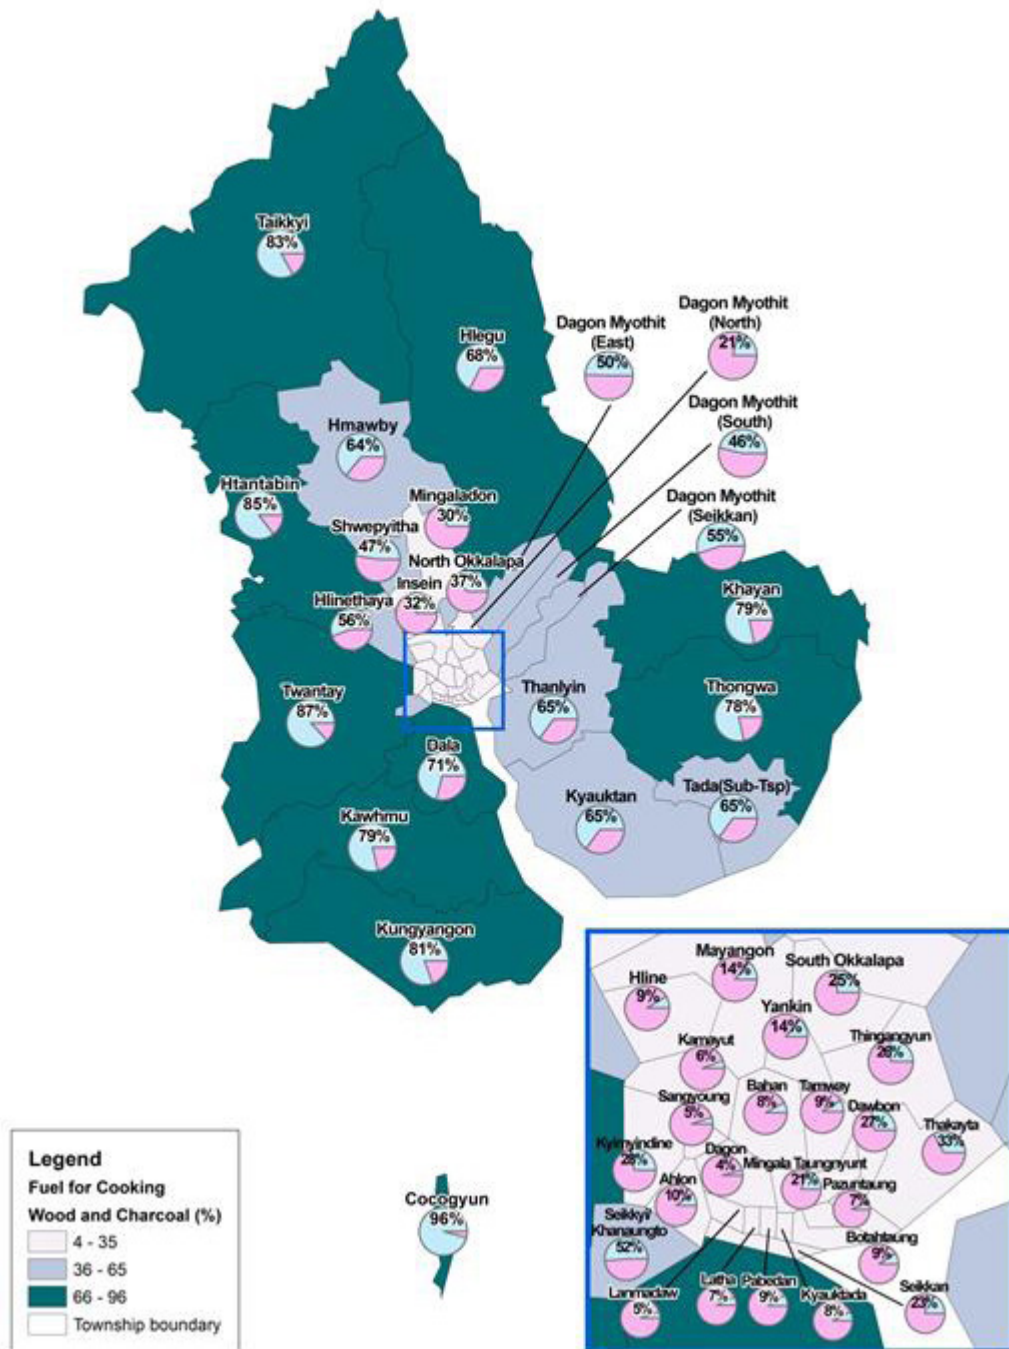 Taikkyi
83%
Hlegu
68%
Dagon Myothit
(East)
50%
Dagon Myothit
(North)
21%
Dagon Myothit
(South)
46%
Dagon Myothit
(Seikkan)
55%
Hmawby
64%
Htantabin
85%
Mingaladon
30%
Shwepyitha
47%
North Okkalapa
37%
Insein
32%
Hlinethaya
56%
Khayan
79%
Twantay
87%
Thanlyin
65%
Thongwa
78%
Dala
71%
Kyauktan
65%
Tada(Sub-Tsp)
65%
Kawhmu
79%
Kungyangon
81%
Cocogyun
96%
Legend
Fuel for Cooking
Wood and Charcoal (%)
4 - 35
36 - 65
66 - 96
Township boundary
Mayangon
14%
South Okkalapa
25%
Hline
9%
Yankin
14%
Thingangyun
26%
Kamayut
6%
Bahan
8%
Tamway
9%
Sangyoung
5%
Dawbon
27%
Thakayta
33%
Kyimyindine
28%
Dagon
4%
Mingala Taungnyunt
21%
Ahlon
10%
Pazuntaung
7%
Seikkyi/
Khanaungto
52%
Botahtaung
9%
Lanmadaw
5%
Latha
7%
Pabedan
9%
Kyauktada
8%
Seikkan
23%